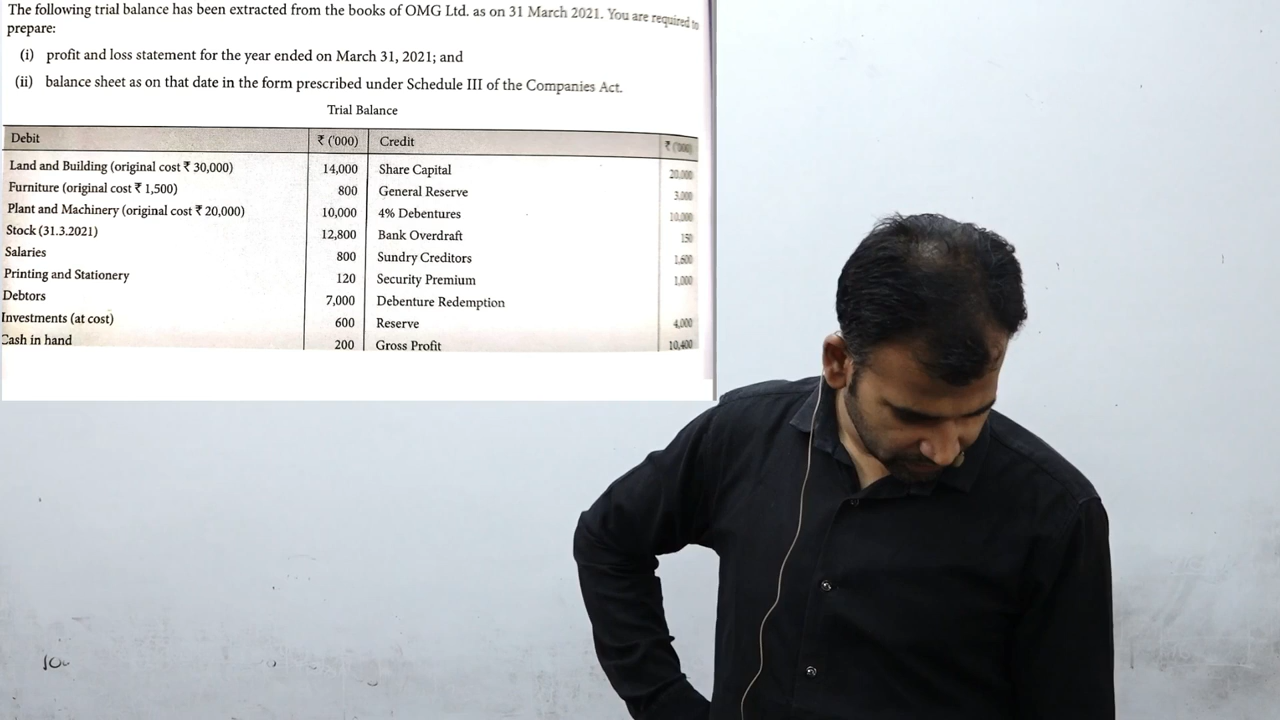 The following trial balance has been extracted from the books of OMG Ltd. as on 31 March 2021. You are required to
prepare:
(i) profit and loss statement for the year ended on March 31, 2021; and
(ii) balance sheet as on that date in the form prescribed under Schedule III of the Companies Act.
Trial Balance
Debit ₹ ('000) Credit ₹ ('000)
Land and Building (original cost ₹ 30,000) 14,000 Share Capital 20,000
Furniture (original cost ₹ 1,500) 800 General Reserve 3,000
Plant and Machinery (original cost ₹ 20,000) 10,000 4% Debentures 10,000
Stock (31.3.2021) 12,800 Bank Overdraft 150
Salaries 800 Sundry Creditors 1,600
Printing and Stationery 120 Security Premium 1,000
Debtors 7,000 Debenture Redemption
Investments (at cost) 600 Reserve 4,000
Cash in hand 200 Gross Profit 10,400